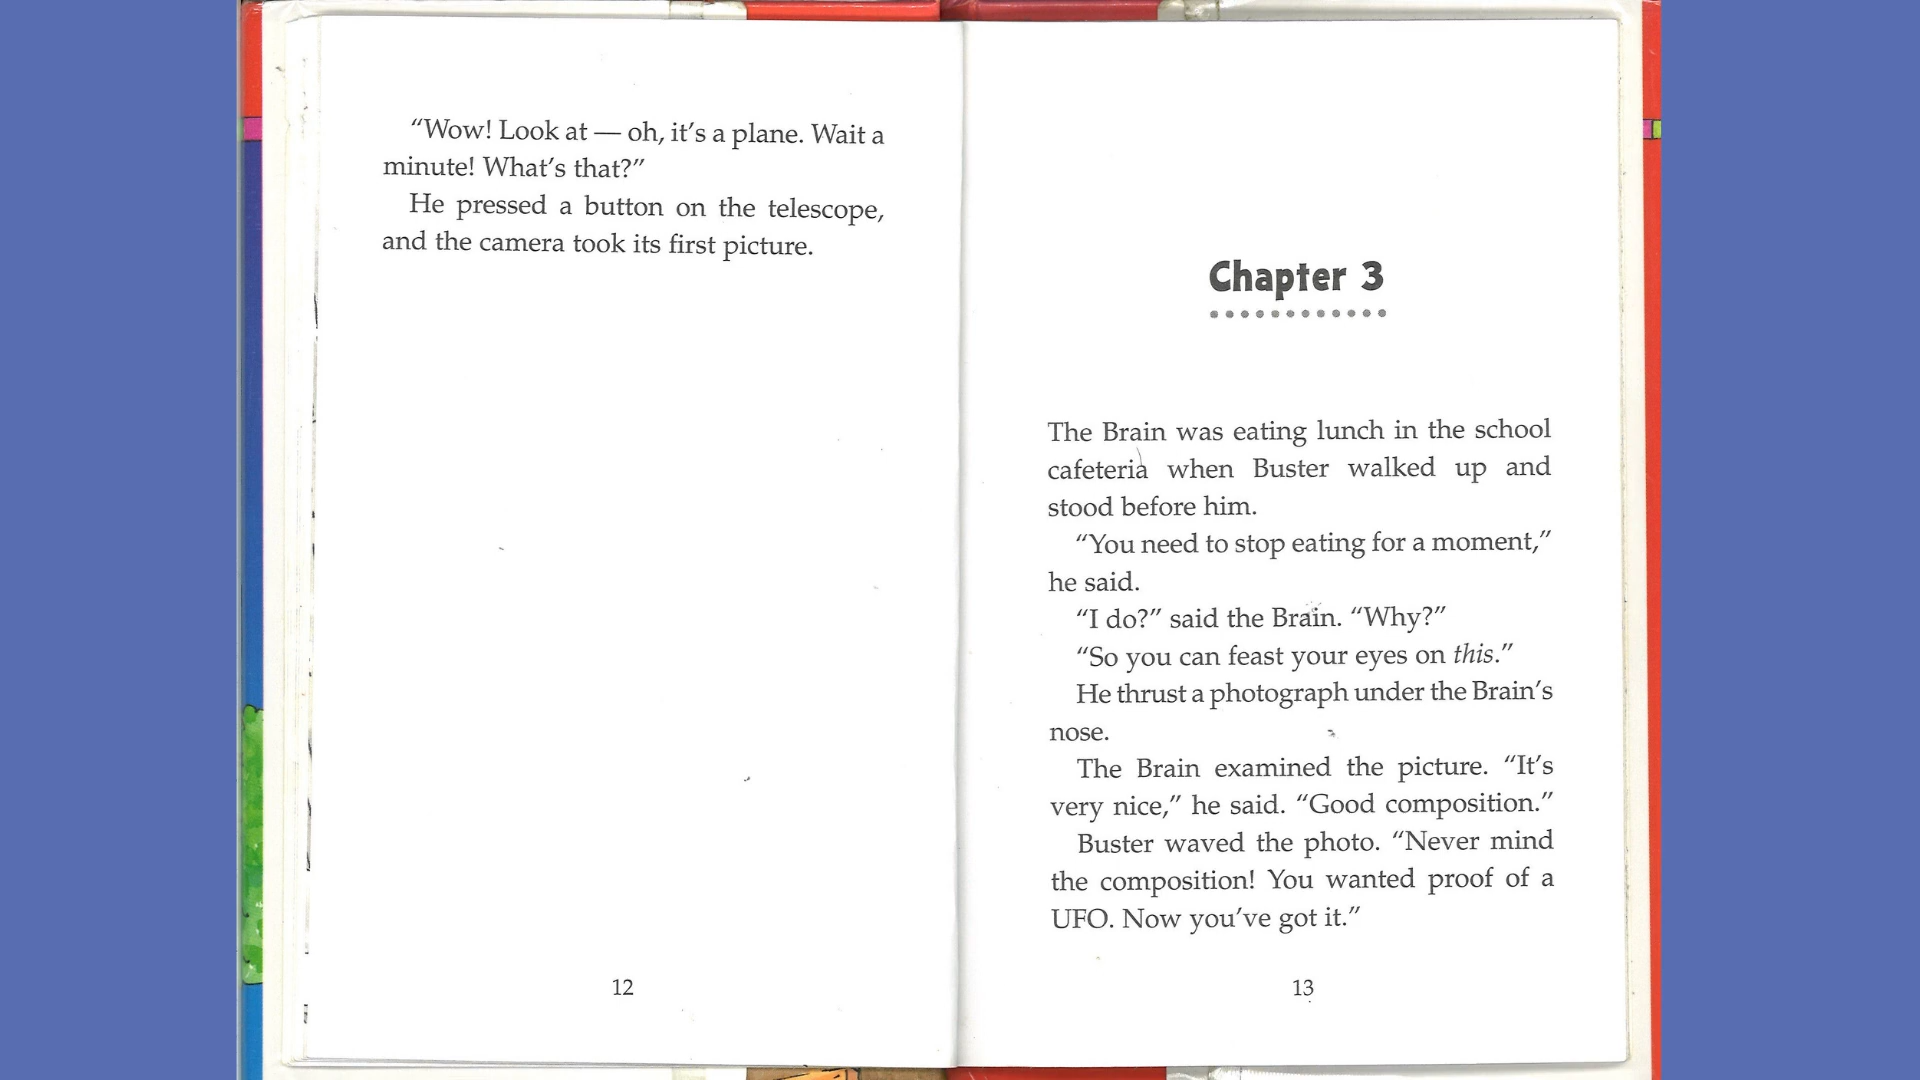 “Wow! Look at — oh, it’s a plane. Wait a
minute! What’s that?”
He pressed a button on the telescope,
and the camera took its first picture.
12
Chapter 3
The Brain was eating lunch in the school
cafeteria when Buster walked up and
stood before him.
“You need to stop eating for a moment,”
he said.
“I do?” said the Brain. “Why?”
“So you can feast your eyes on this.”
He thrust a photograph under the Brain’s
nose.
The Brain examined the picture. “It’s
very nice,” he said. “Good composition.”
Buster waved the photo. “Never mind
the composition! You wanted proof of a
UFO. Now you’ve got it.”
13